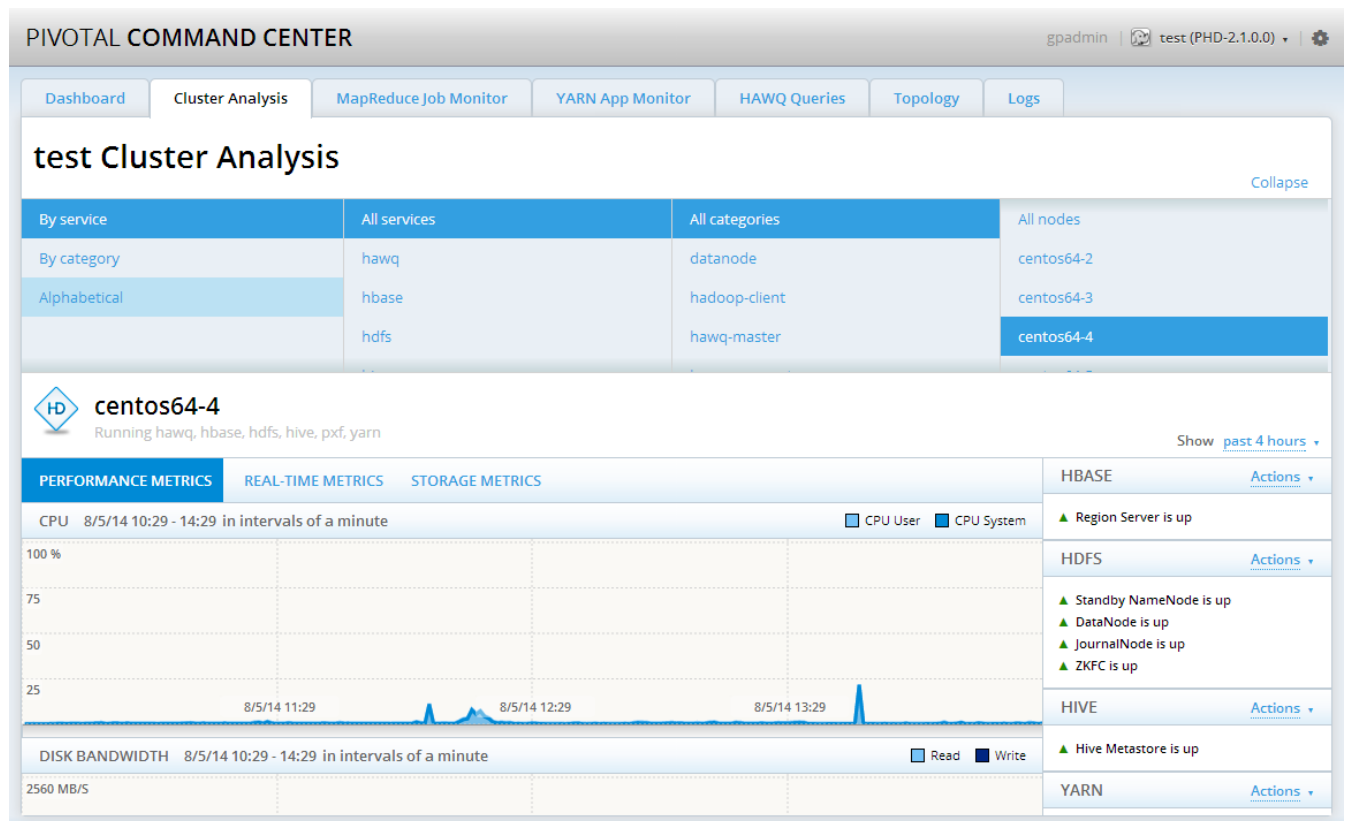 PIVOTAL COMMAND CENTER
gpadmin | test (PHD-2.1.0.0)
Dashboard Cluster Analysis MapReduce Job Monitor YARN App Monitor HAWQ Queries Topology Logs
test Cluster Analysis
Collapse
By service All services All categories All nodes
By category hawq datanode centos64-2
Alphabetical hbase hadoop-client centos64-3
hdfs hawq-master centos64-4
HD
centos64-4
Running hawq, hbase, hdfs, hive, pxf, yarn
Show past 4 hours
PERFORMANCE METRICS REAL-TIME METRICS STORAGE METRICS
CPU 8/5/14 10:29 - 14:29 in intervals of a minute CPU User CPU System
100 %
75
50
25
8/5/14 11:29 8/5/14 12:29 8/5/14 13:29
DISK BANDWIDTH 8/5/14 10:29 - 14:29 in intervals of a minute Read Write
2560 MB/S
HBASE Actions
Region Server is up
HDFS Actions
Standby NameNode is up
DataNode is up
JournalNode is up
ZKFC is up
HIVE Actions
Hive Metastore is up
YARN Actions